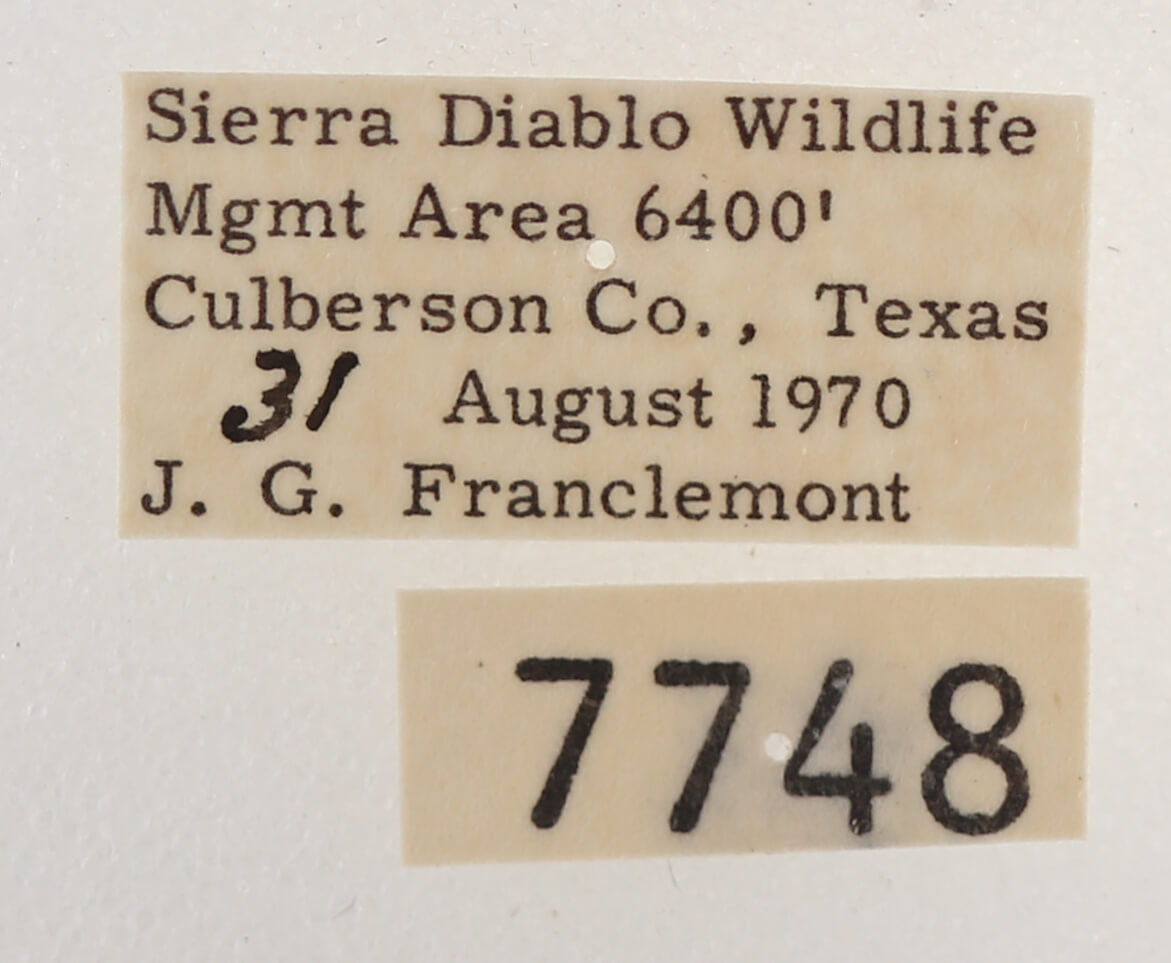 Sierra Diablo Wildlife
Mgmt Area 6400'
Culberson Co., Texas
31 August 1970
J. G. Franclemont
7748